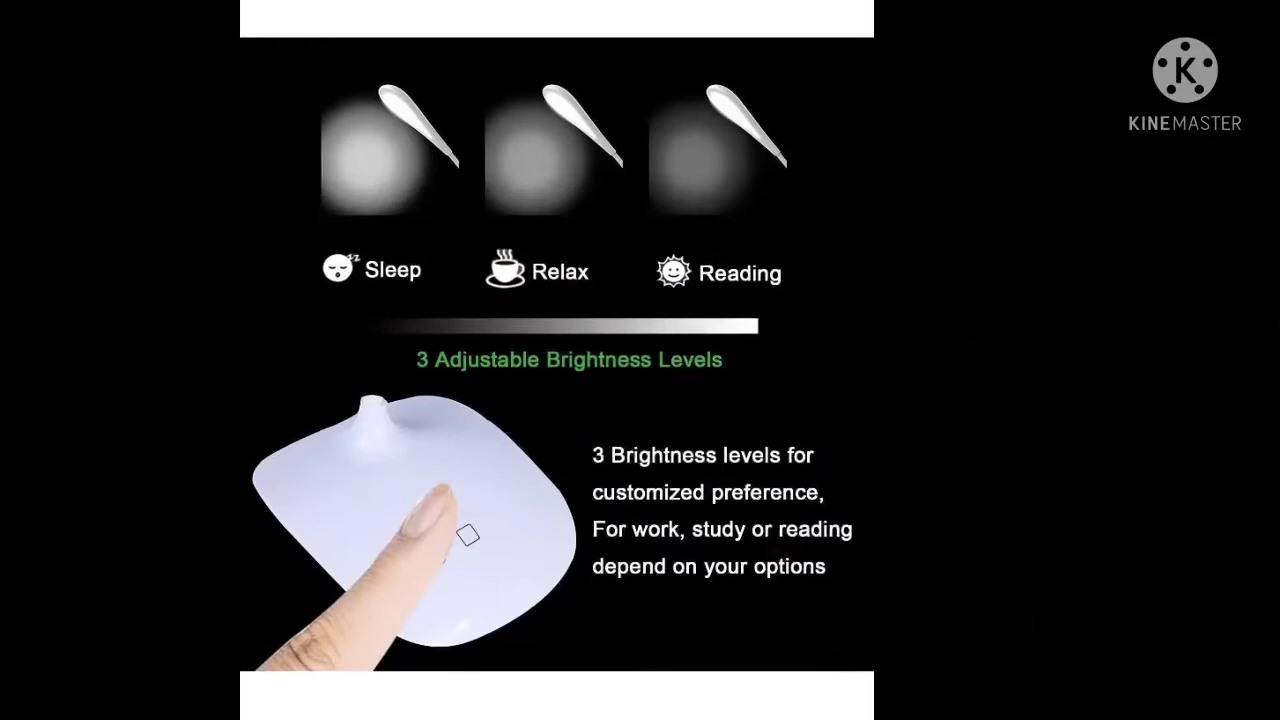 K
KINEMASTER
Sleep
Relax
Reading
3 Adjustable Brightness Levels
3 Brightness levels for
customized preference,
For work, study or reading
depend on your options